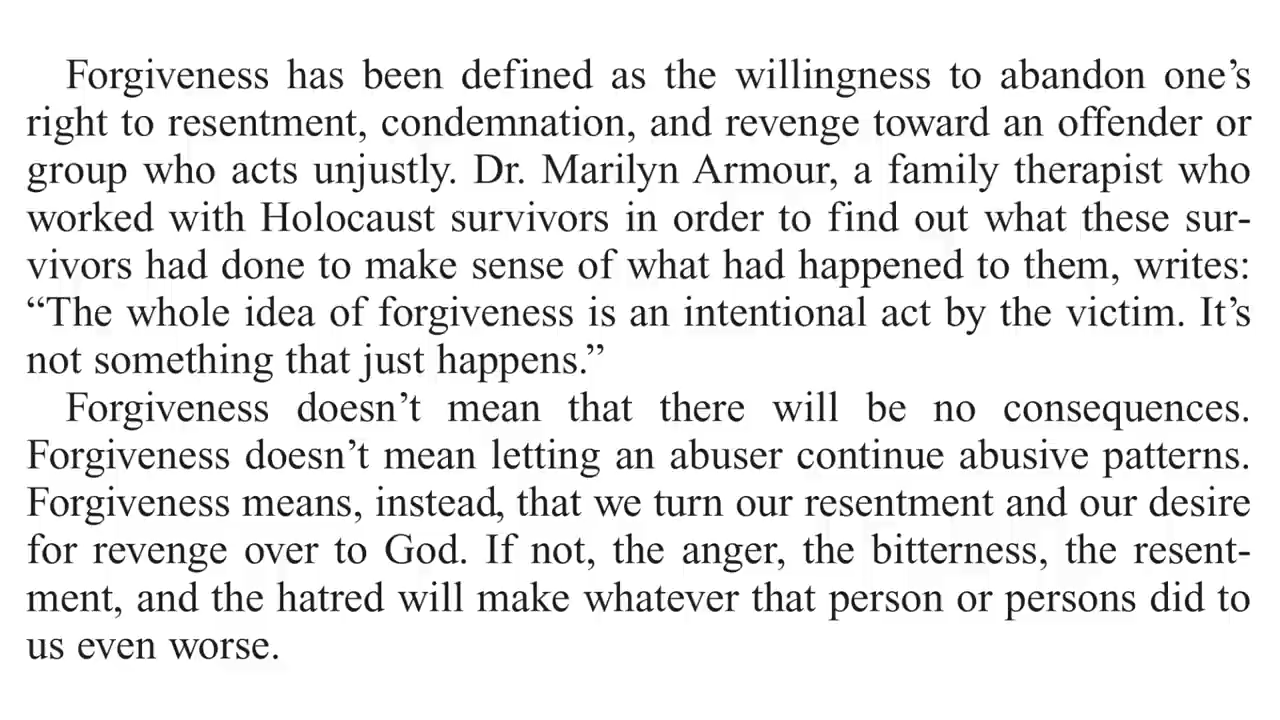 Forgiveness has been defined as the willingness to abandon one’s
right to resentment, condemnation, and revenge toward an offender or
group who acts unjustly. Dr. Marilyn Armour, a family therapist who
worked with Holocaust survivors in order to find out what these sur-
vivors had done to make sense of what had happened to them, writes:
“The whole idea of forgiveness is an intentional act by the victim. It’s
not something that just happens.”
Forgiveness doesn’t mean that there will be no consequences.
Forgiveness doesn’t mean letting an abuser continue abusive patterns.
Forgiveness means, instead, that we turn our resentment and our desire
for revenge over to God. If not, the anger, the bitterness, the resent-
ment, and the hatred will make whatever that person or persons did to
us even worse.